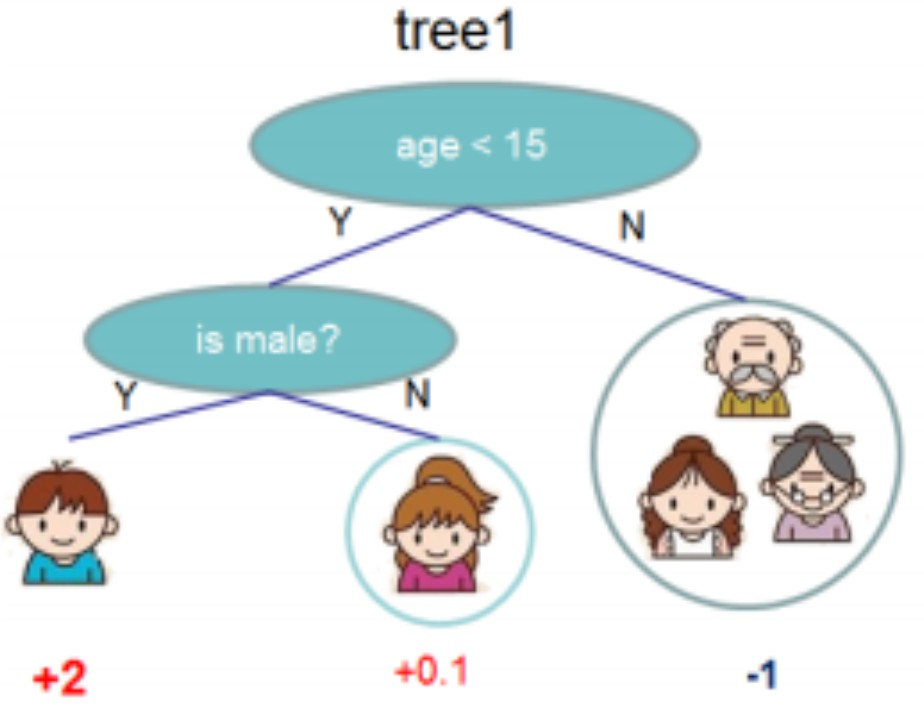 tree1
age < 15
Y
N
is male?
Y
N
+2
+0.1
-1